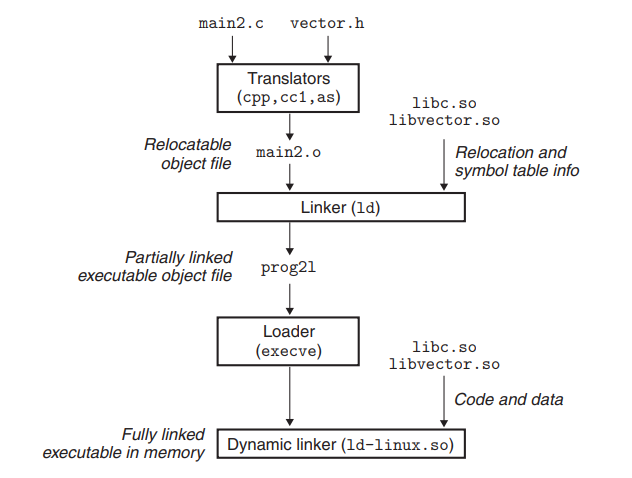 main2.c vector.h
Translators
(cpp,cc1,as)
libc.so
libvector.so
Relocatable
object file
main2.o
Relocation and
symbol table info
Linker (ld)
Partially linked
executable object file
prog2l
Loader
(execve)
libc.so
libvector.so
Code and data
Fully linked
executable in memory
Dynamic linker (ld-linux.so)